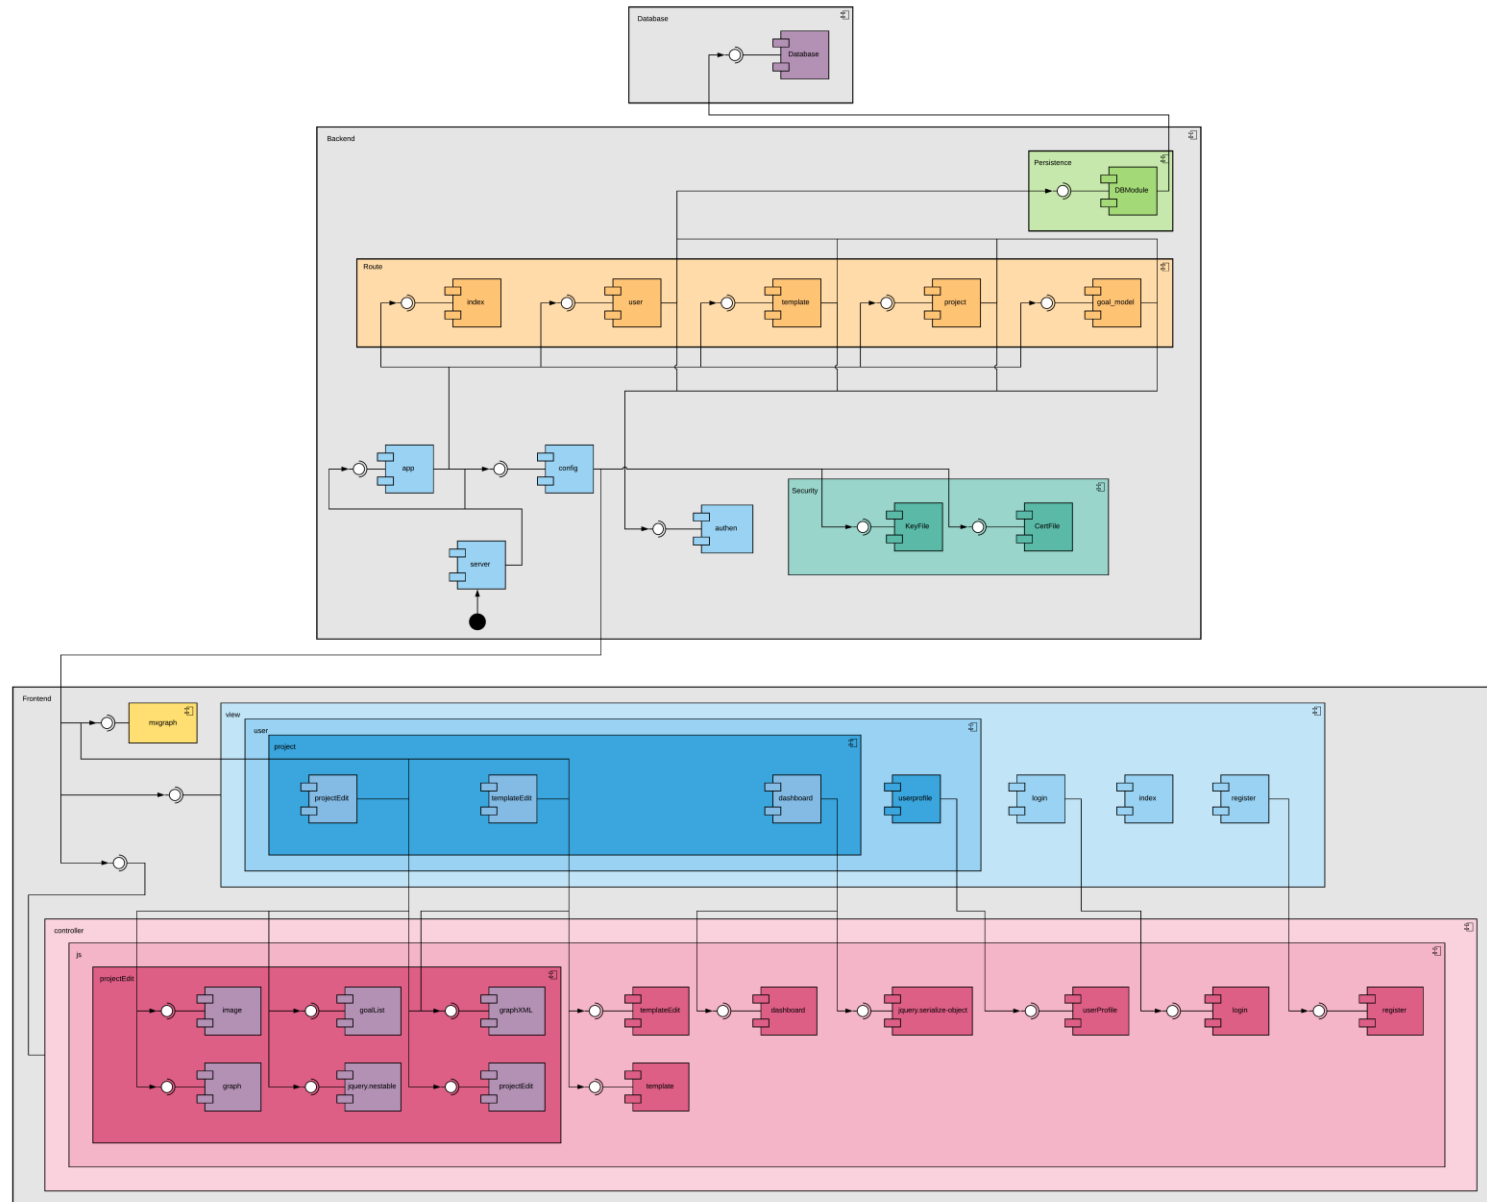 Database
Database
Backend
Persistence
DBModule
Route
index
user
template
project
goal_model
app
config
Security
KeyFile
CertFile
authen
server
Frontend
mxgraph
view
user
project
projectEdit
templateEdit
dashboard
userprofile
login
index
register
controller
js
projectEdit
image
goalList
graphXML
templateEdit
dashboard
jquery.serialize-object
userProfile
login
register
graph
jquery.nestable
projectEdit
template